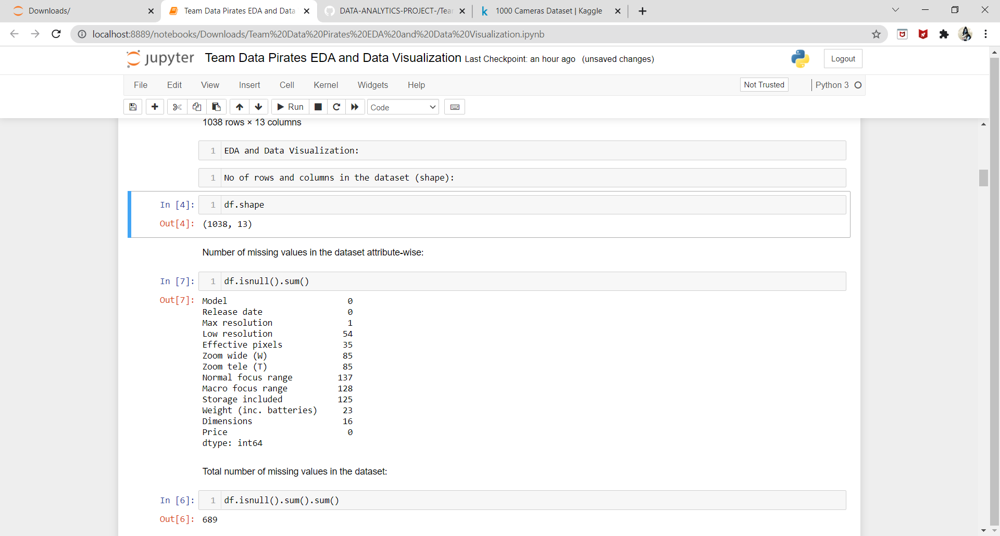 Downloads/
Team Data Pirates EDA and Data
DATA-ANALYTICS-PROJECT-/Tear
k 1000 Cameras Dataset | Kaggle
localhost:8889/notebooks/Downloads/Team%20Data%20Pirates%20EDA%20and%20Data%20Visualization.ipynb
jupyter Team Data Pirates EDA and Data Visualization Last Checkpoint: an hour ago (unsaved changes)
Logout
File Edit View Insert Cell Kernel Widgets Help
Not Trusted
Python 3
Run
Code
1038 rows × 13 columns
1 EDA and Data Visualization:
1 No of rows and columns in the dataset (shape):
In [4]: 1 df.shape
Out[4]: (1038, 13)
Number of missing values in the dataset attribute-wise:
In [7]: 1 df.isnull().sum()
Out[7]: Model 0
Release date 0
Max resolution 1
Low resolution 54
Effective pixels 35
Zoom wide (W) 85
Zoom tele (T) 85
Normal focus range 137
Macro focus range 128
Storage included 125
Weight (inc. batteries) 23
Dimensions 16
Price 0
dtype: int64
Total number of missing values in the dataset:
In [6]: 1 df.isnull().sum().sum()
Out[6]: 689